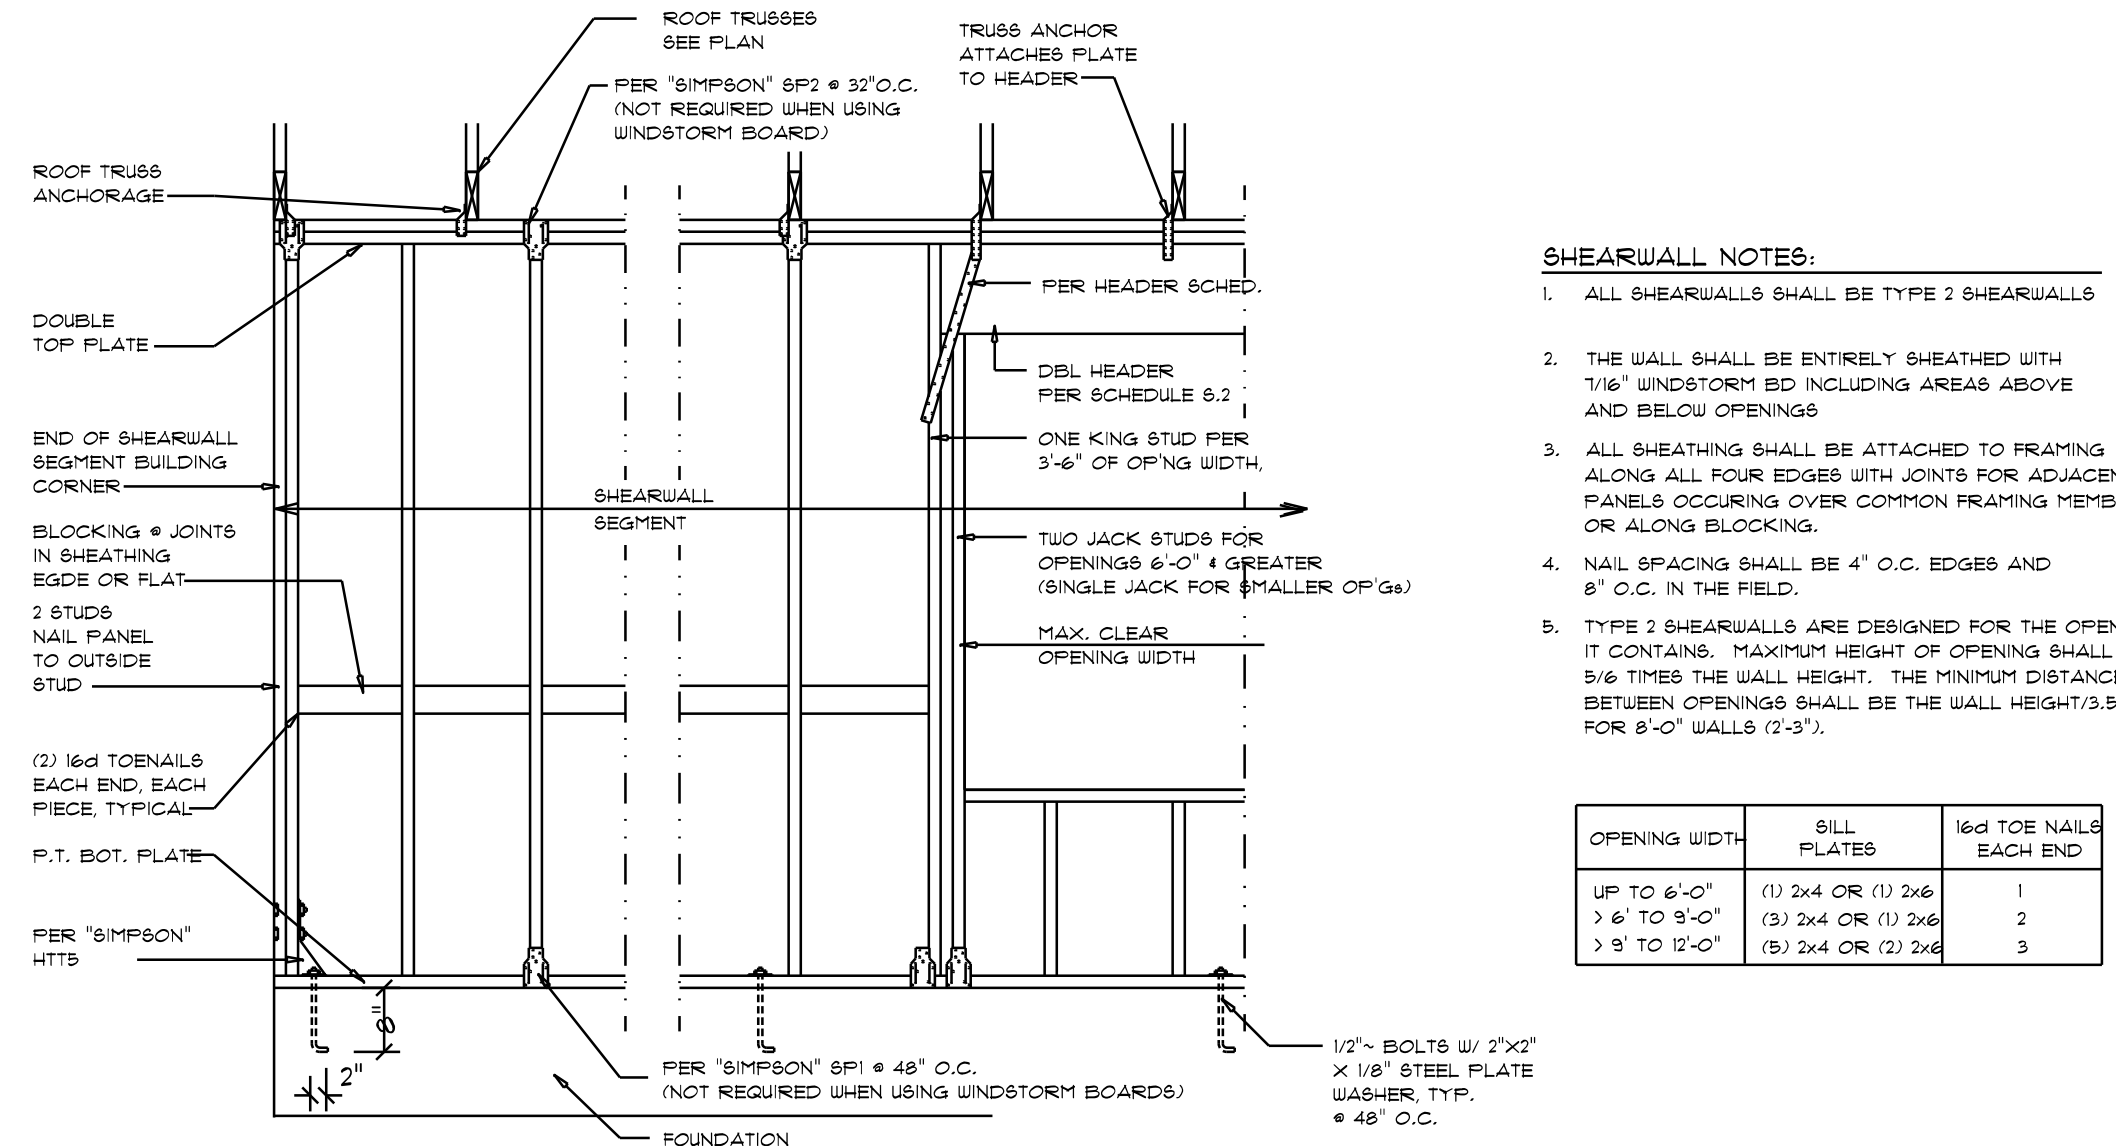 ROOF TRUSSES
SEE PLAN
TRUSS ANCHOR
ATTACHES PLATE
TO HEADER
PER "SIMPSON" SP2 @ 32"O.C.
(NOT REQUIRED WHEN USING
WINDSTORM BOARD)
ROOF TRUSS
ANCHORAGE
DOUBLE
TOP PLATE
END OF SHEARWALL
SEGMENT BUILDING
CORNER
BLOCKING @ JOINTS
IN SHEATHING
EGDE OR FLAT
2 STUDS
NAIL PANEL
TO OUTSIDE
STUD
(2) 16d TOENAILS
EACH END, EACH
PIECE, TYPICAL
P.T. BOT. PLATE
PER "SIMPSON"
HTT5
SHEARWALL
SEGMENT
PER HEADER SCHED.
DBL HEADER
PER SCHEDULE S.2
ONE KING STUD PER
3'-6" OF OP'NG WIDTH,
TWO JACK STUDS FOR
OPENINGS 6'-0" & GREATER
(SINGLE JACK FOR SMALLER OP'Gs)
MAX. CLEAR
OPENING WIDTH
8"
2"
PER "SIMPSON" SP1 @ 48" O.C.
(NOT REQUIRED WHEN USING WINDSTORM BOARDS)
FOUNDATION
1/2"~ BOLTS W/ 2"X2"
X 1/8" STEEL PLATE
WASHER, TYP.
@ 48" O.C.
SHEARWALL NOTES:
1. ALL SHEARWALLS SHALL BE TYPE 2 SHEARWALLS
2. THE WALL SHALL BE ENTIRELY SHEATHED WITH
7/16" WINDSTORM BD INCLUDING AREAS ABOVE
AND BELOW OPENINGS
3. ALL SHEATHING SHALL BE ATTACHED TO FRAMING
ALONG ALL FOUR EDGES WITH JOINTS FOR ADJACEN
PANELS OCCURING OVER COMMON FRAMING MEMB
OR ALONG BLOCKING.
4. NAIL SPACING SHALL BE 4" O.C. EDGES AND
8" O.C. IN THE FIELD.
5. TYPE 2 SHEARWALLS ARE DESIGNED FOR THE OPEN
IT CONTAINS. MAXIMUM HEIGHT OF OPENING SHALL
5/6 TIMES THE WALL HEIGHT. THE MINIMUM DISTANCE
BETWEEN OPENINGS SHALL BE THE WALL HEIGHT/3.5
FOR 8'-0" WALLS (2'-3").
OPENING WIDTH SILL PLATES 16d TOE NAILS EACH END
UP TO 6'-0" (1) 2x4 OR (1) 2x6 1
> 6' TO 9'-0" (3) 2x4 OR (1) 2x6 2
> 9' TO 12'-0" (5) 2x4 OR (2) 2x6 3